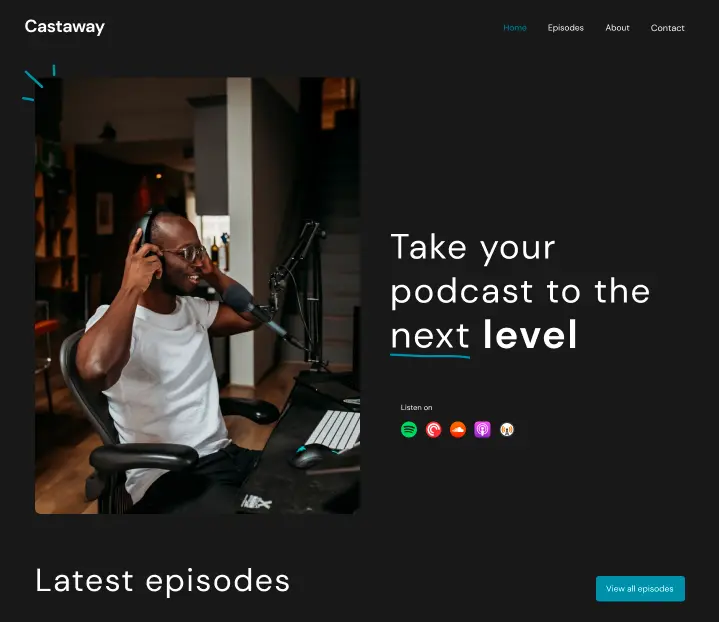 Castaway
Home Episodes About Contact
Take your
podcast to the
next level
Listen on
Latest episodes
View all episodes